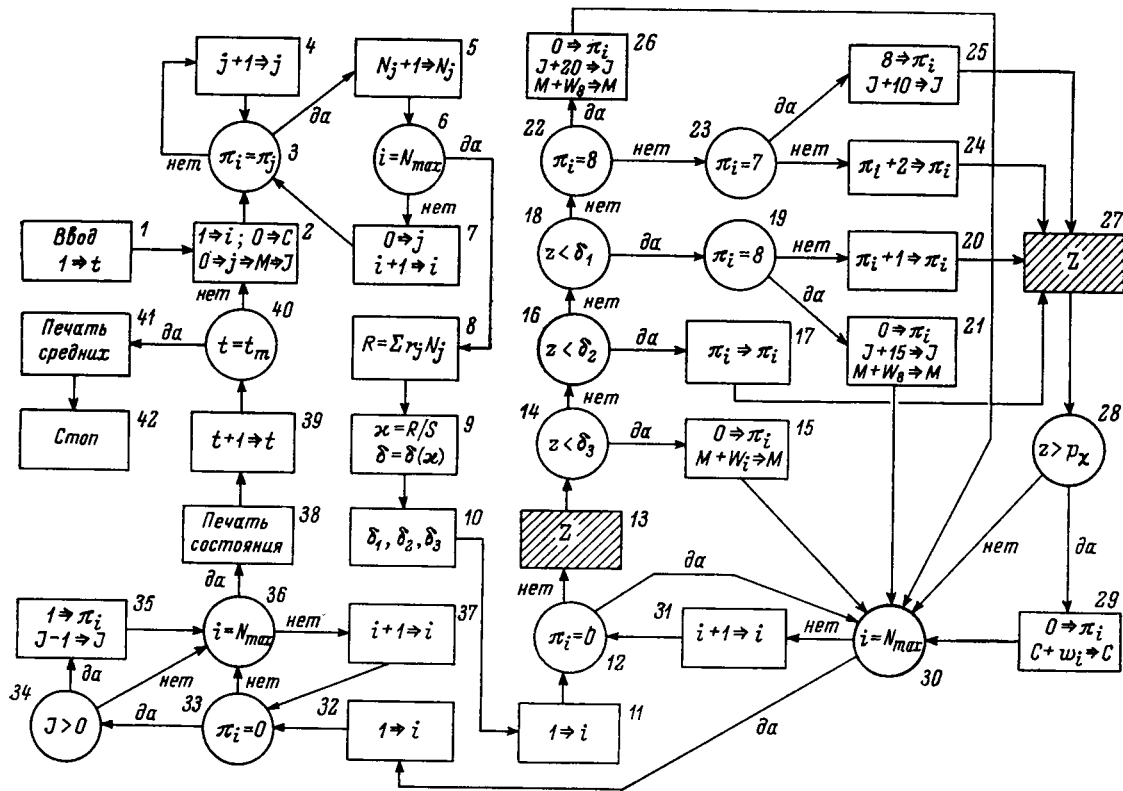 4
j+1⇒j
5
N_j+1⇒N_j
да
нет
π_i=π_j
3
6
i=N_max
да
нет
1
Ввод
1⇒t
2
1⇒i; 0⇒C
0⇒j⇒M⇒J
7
0⇒j
i+1⇒i
нет
40
t=t_m
да
41
Печать
средних
8
R=Σr_jN_j
42
Стоп
39
t+1⇒t
9
ϰ=R/S
δ=δ(ϰ)
38
Печать
состояния
10
δ_1, δ_2, δ_3
да
35
1⇒π_i
J-1⇒J
36
i=N_max
нет
37
i+1⇒i
да
нет
нет
34
J>0
да
33
π_i=0
32
1⇒i
11
1⇒i
26
0⇒π_i
J+20⇒J
M+W_8⇒M
да
22
π_i=8
нет
23
π_i=7
да
нет
25
8⇒π_i
J+10⇒J
24
π_i+2⇒π_i
нет
18
z<δ_1
да
19
π_i=8
нет
да
20
π_i+1⇒π_i
27
Z
нет
16
z<δ_2
да
17
π_i⇒π_i
21
0⇒π_i
J+15⇒J
M+W_8⇒M
нет
14
z<δ_3
да
15
0⇒π_i
M+W_i⇒M
28
z>p_ϰ
нет
да
13
Z
нет
да
12
π_i=0
31
i+1⇒i
нет
30
i=N_max
да
29
0⇒π_i
C+w_i⇒C